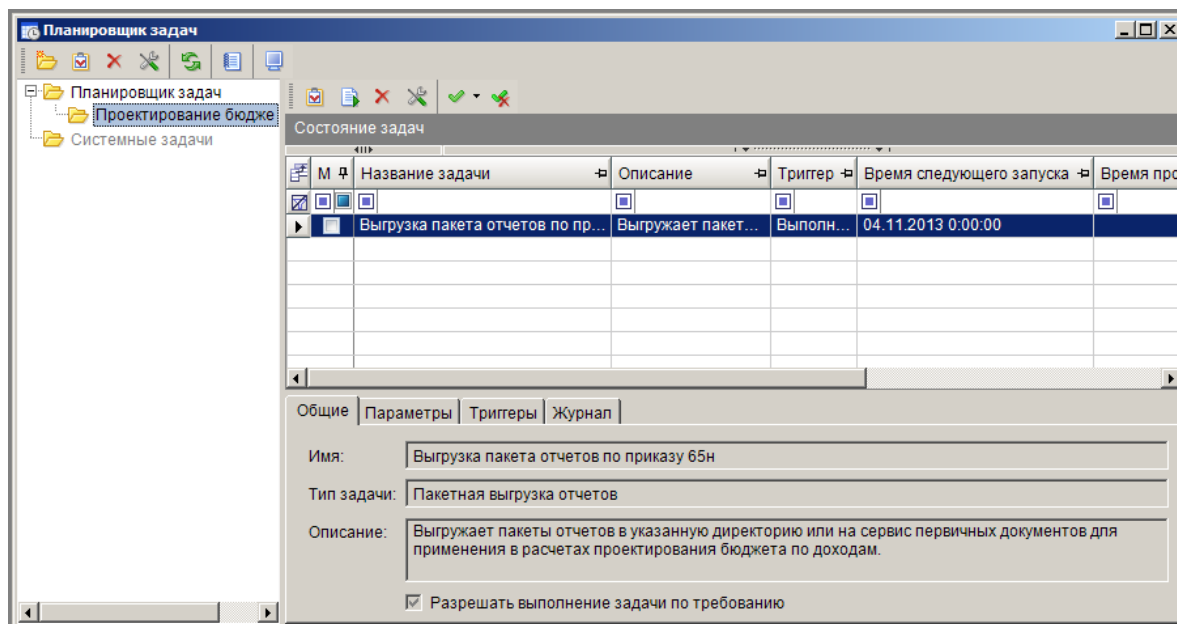 Планировщик задач
Планировщик задач
Проектирование бюдже
Системные задачи
Состояние задач
М Название задачи Описание Триггер Время следующего запуска Время про
Выгрузка пакета отчетов по пр... Выгружает пакет... Выполн... 04.11.2013 0:00:00
Общие Параметры Триггеры Журнал
Имя: Выгрузка пакета отчетов по приказу 65н
Тип задачи: Пакетная выгрузка отчетов
Описание: Выгружает пакеты отчетов в указанную директорию или на сервис первичных документов для
применения в расчетах проектирования бюджета по доходам.
Разрешать выполнение задачи по требованию